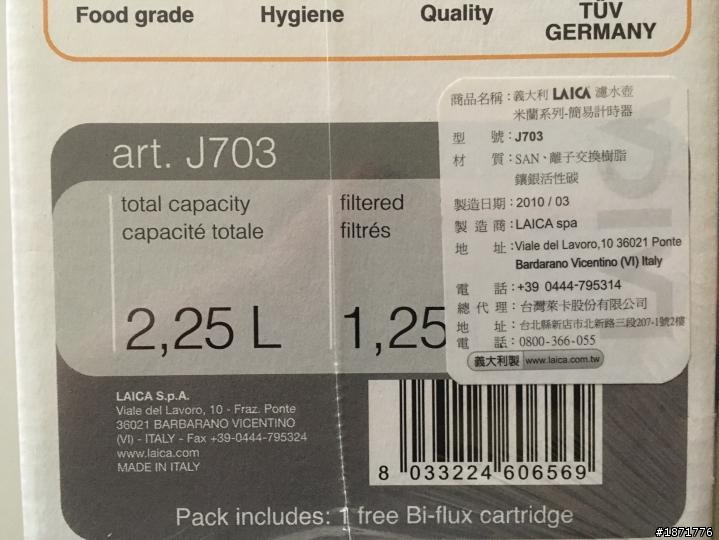 Food grade
Hygiene
Quality
TÜV
GERMANY
art. J703
total capacity
capacité totale
2,25 L
filtered
filtrés
1,25
商品名稱：義大利 LAICA 濾水壺
米蘭系列-簡易計時器
型 號：J703
材 質：SAN、離子交換樹脂
鑲銀活性碳
製造日期：2010 / 03
製 造 商：LAICA spa
地 址：Viale del Lavoro,10 36021 Ponte
Bardarano Vicentino (VI) Italy
電 話：+39 0444-795314
總 代 理：台灣萊卡股份有限公司
地 址：台北縣新店市北新路三段207-1號2樓
電 話：0800-366-055
義大利製 www.laica.com.tw
LAICA S.p.A.
Viale del Lavoro, 10 - Fraz. Ponte
36021 BARBARANO VICENTINO
(VI) - ITALY - Fax +39-0444-795324
www.laica.com
MADE IN ITALY
8 033224 606569
Pack includes: 1 free Bi-flux cartridge
#1871776